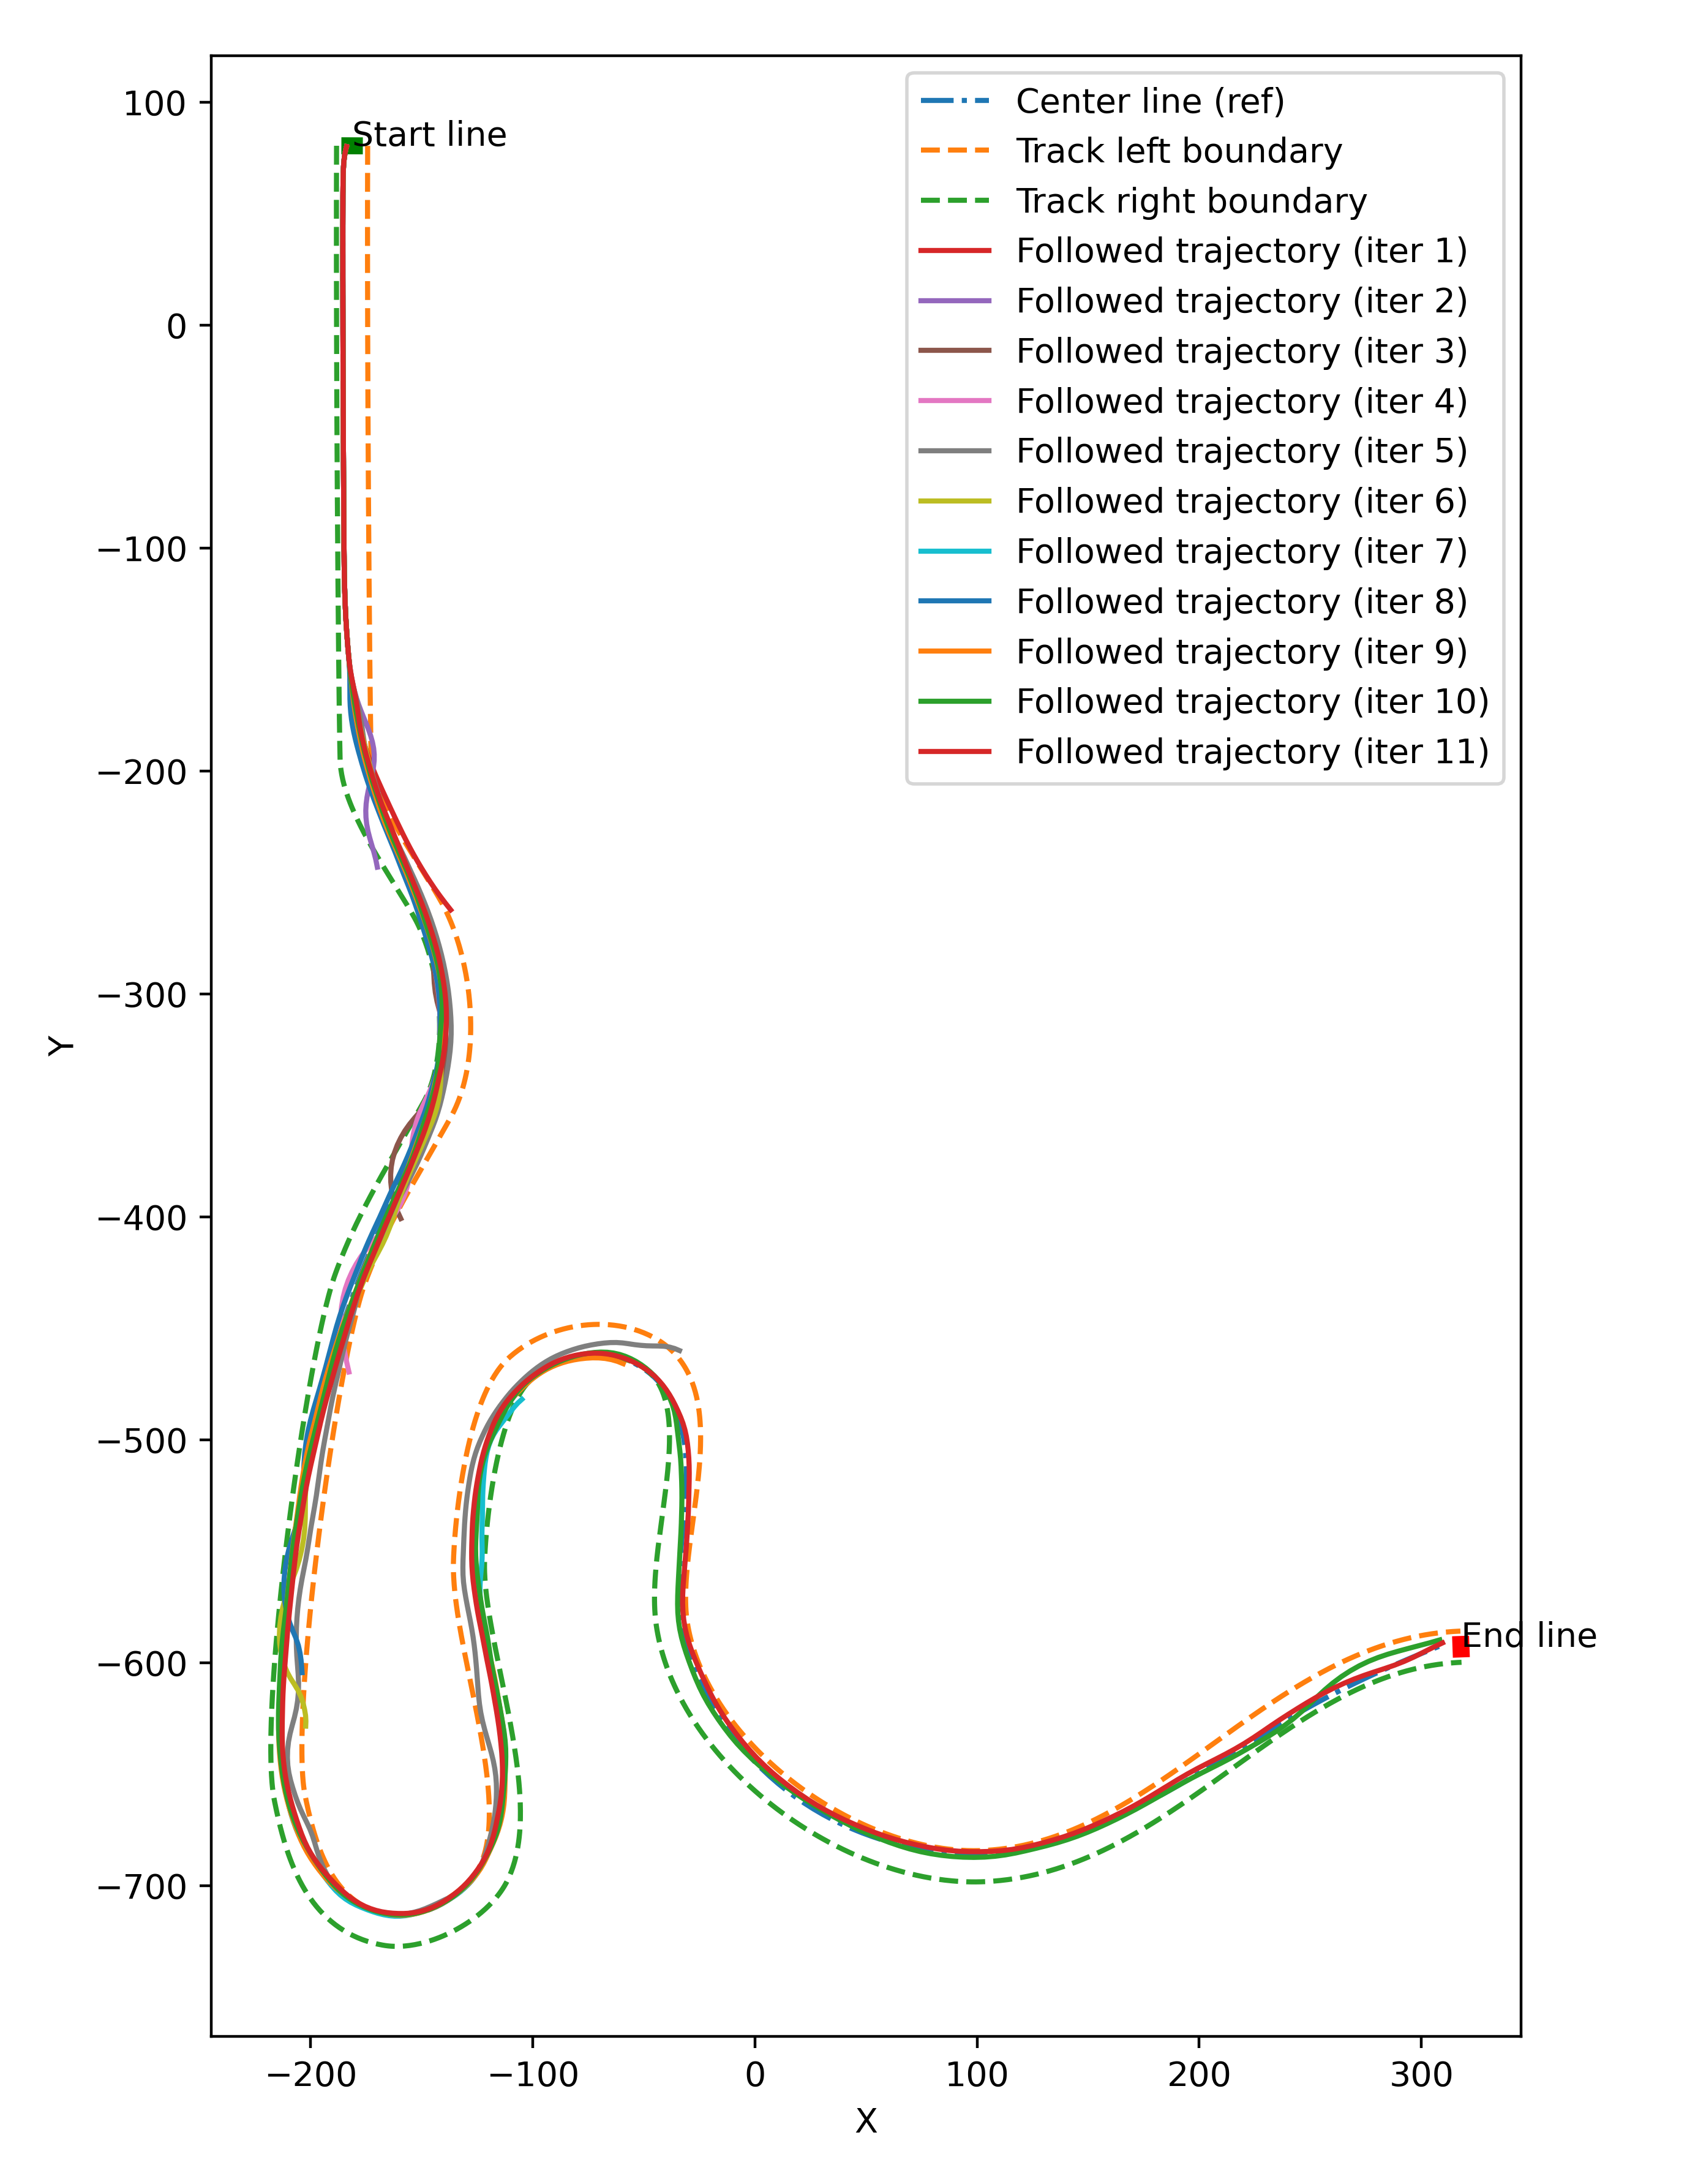 100
0
−100
−200
−300
−400
−500
−600
−700
Y
−200
−100
0
100
200
300
X
Start line
End line
Center line (ref)
Track left boundary
Track right boundary
Followed trajectory (iter 1)
Followed trajectory (iter 2)
Followed trajectory (iter 3)
Followed trajectory (iter 4)
Followed trajectory (iter 5)
Followed trajectory (iter 6)
Followed trajectory (iter 7)
Followed trajectory (iter 8)
Followed trajectory (iter 9)
Followed trajectory (iter 10)
Followed trajectory (iter 11)